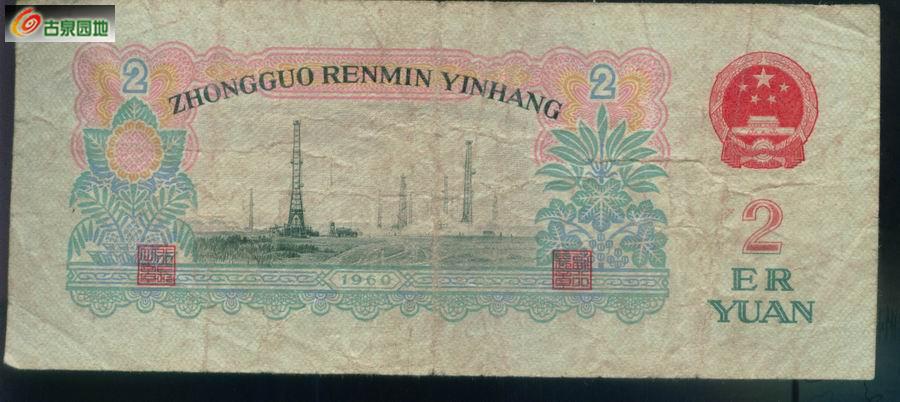 古泉园地
2
2
ZHONGGUO RENMIN YINHANG
1960
2
ER
YUAN